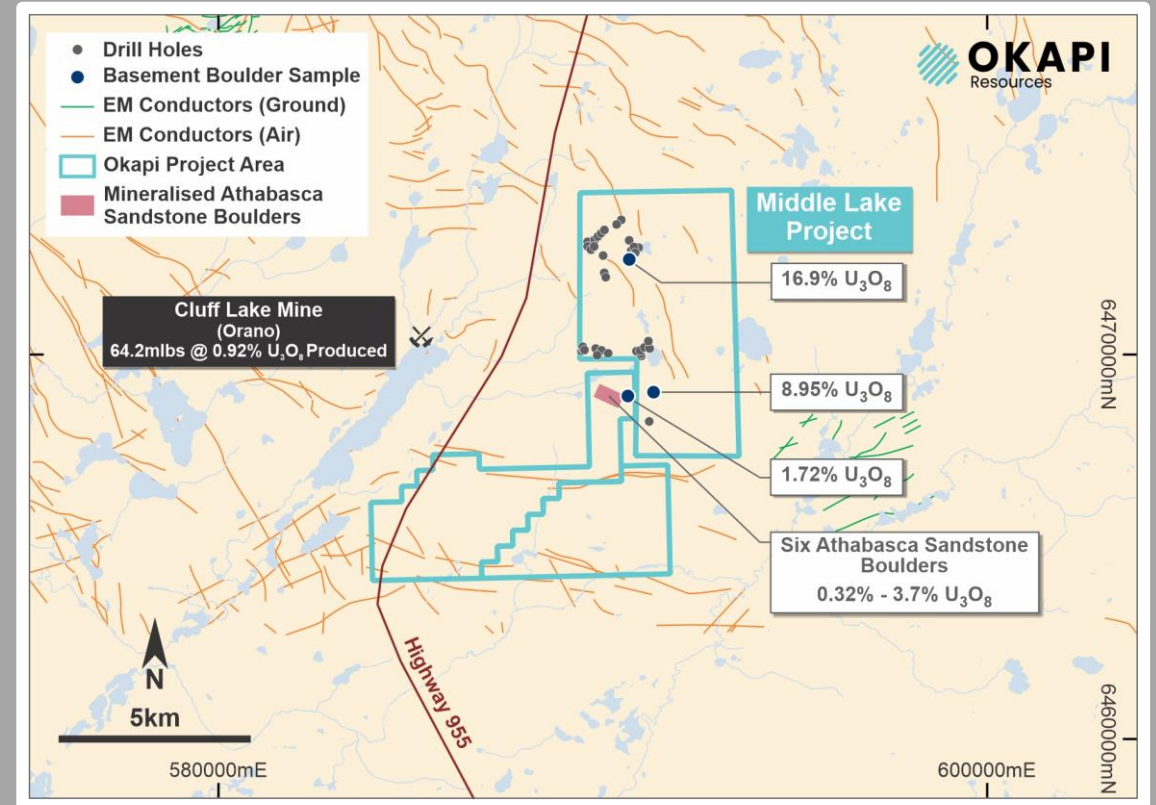 Drill Holes
Basement Boulder Sample
EM Conductors (Ground)
EM Conductors (Air)
Okapi Project Area
Mineralised Athabasca
Sandstone Boulders
OKAPI
Resources
Middle Lake
Project
16.9% U₃O₈
Cluff Lake Mine
(Orano)
64.2mlbs @ 0.92% U₃O₈ Produced
6470000mN
8.95% U₃O₈
1.72% U₃O₈
Six Athabasca Sandstone
Boulders
0.32% - 3.7% U₃O₈
Highway 955
N
5km
6460000mN
580000mE
600000mE